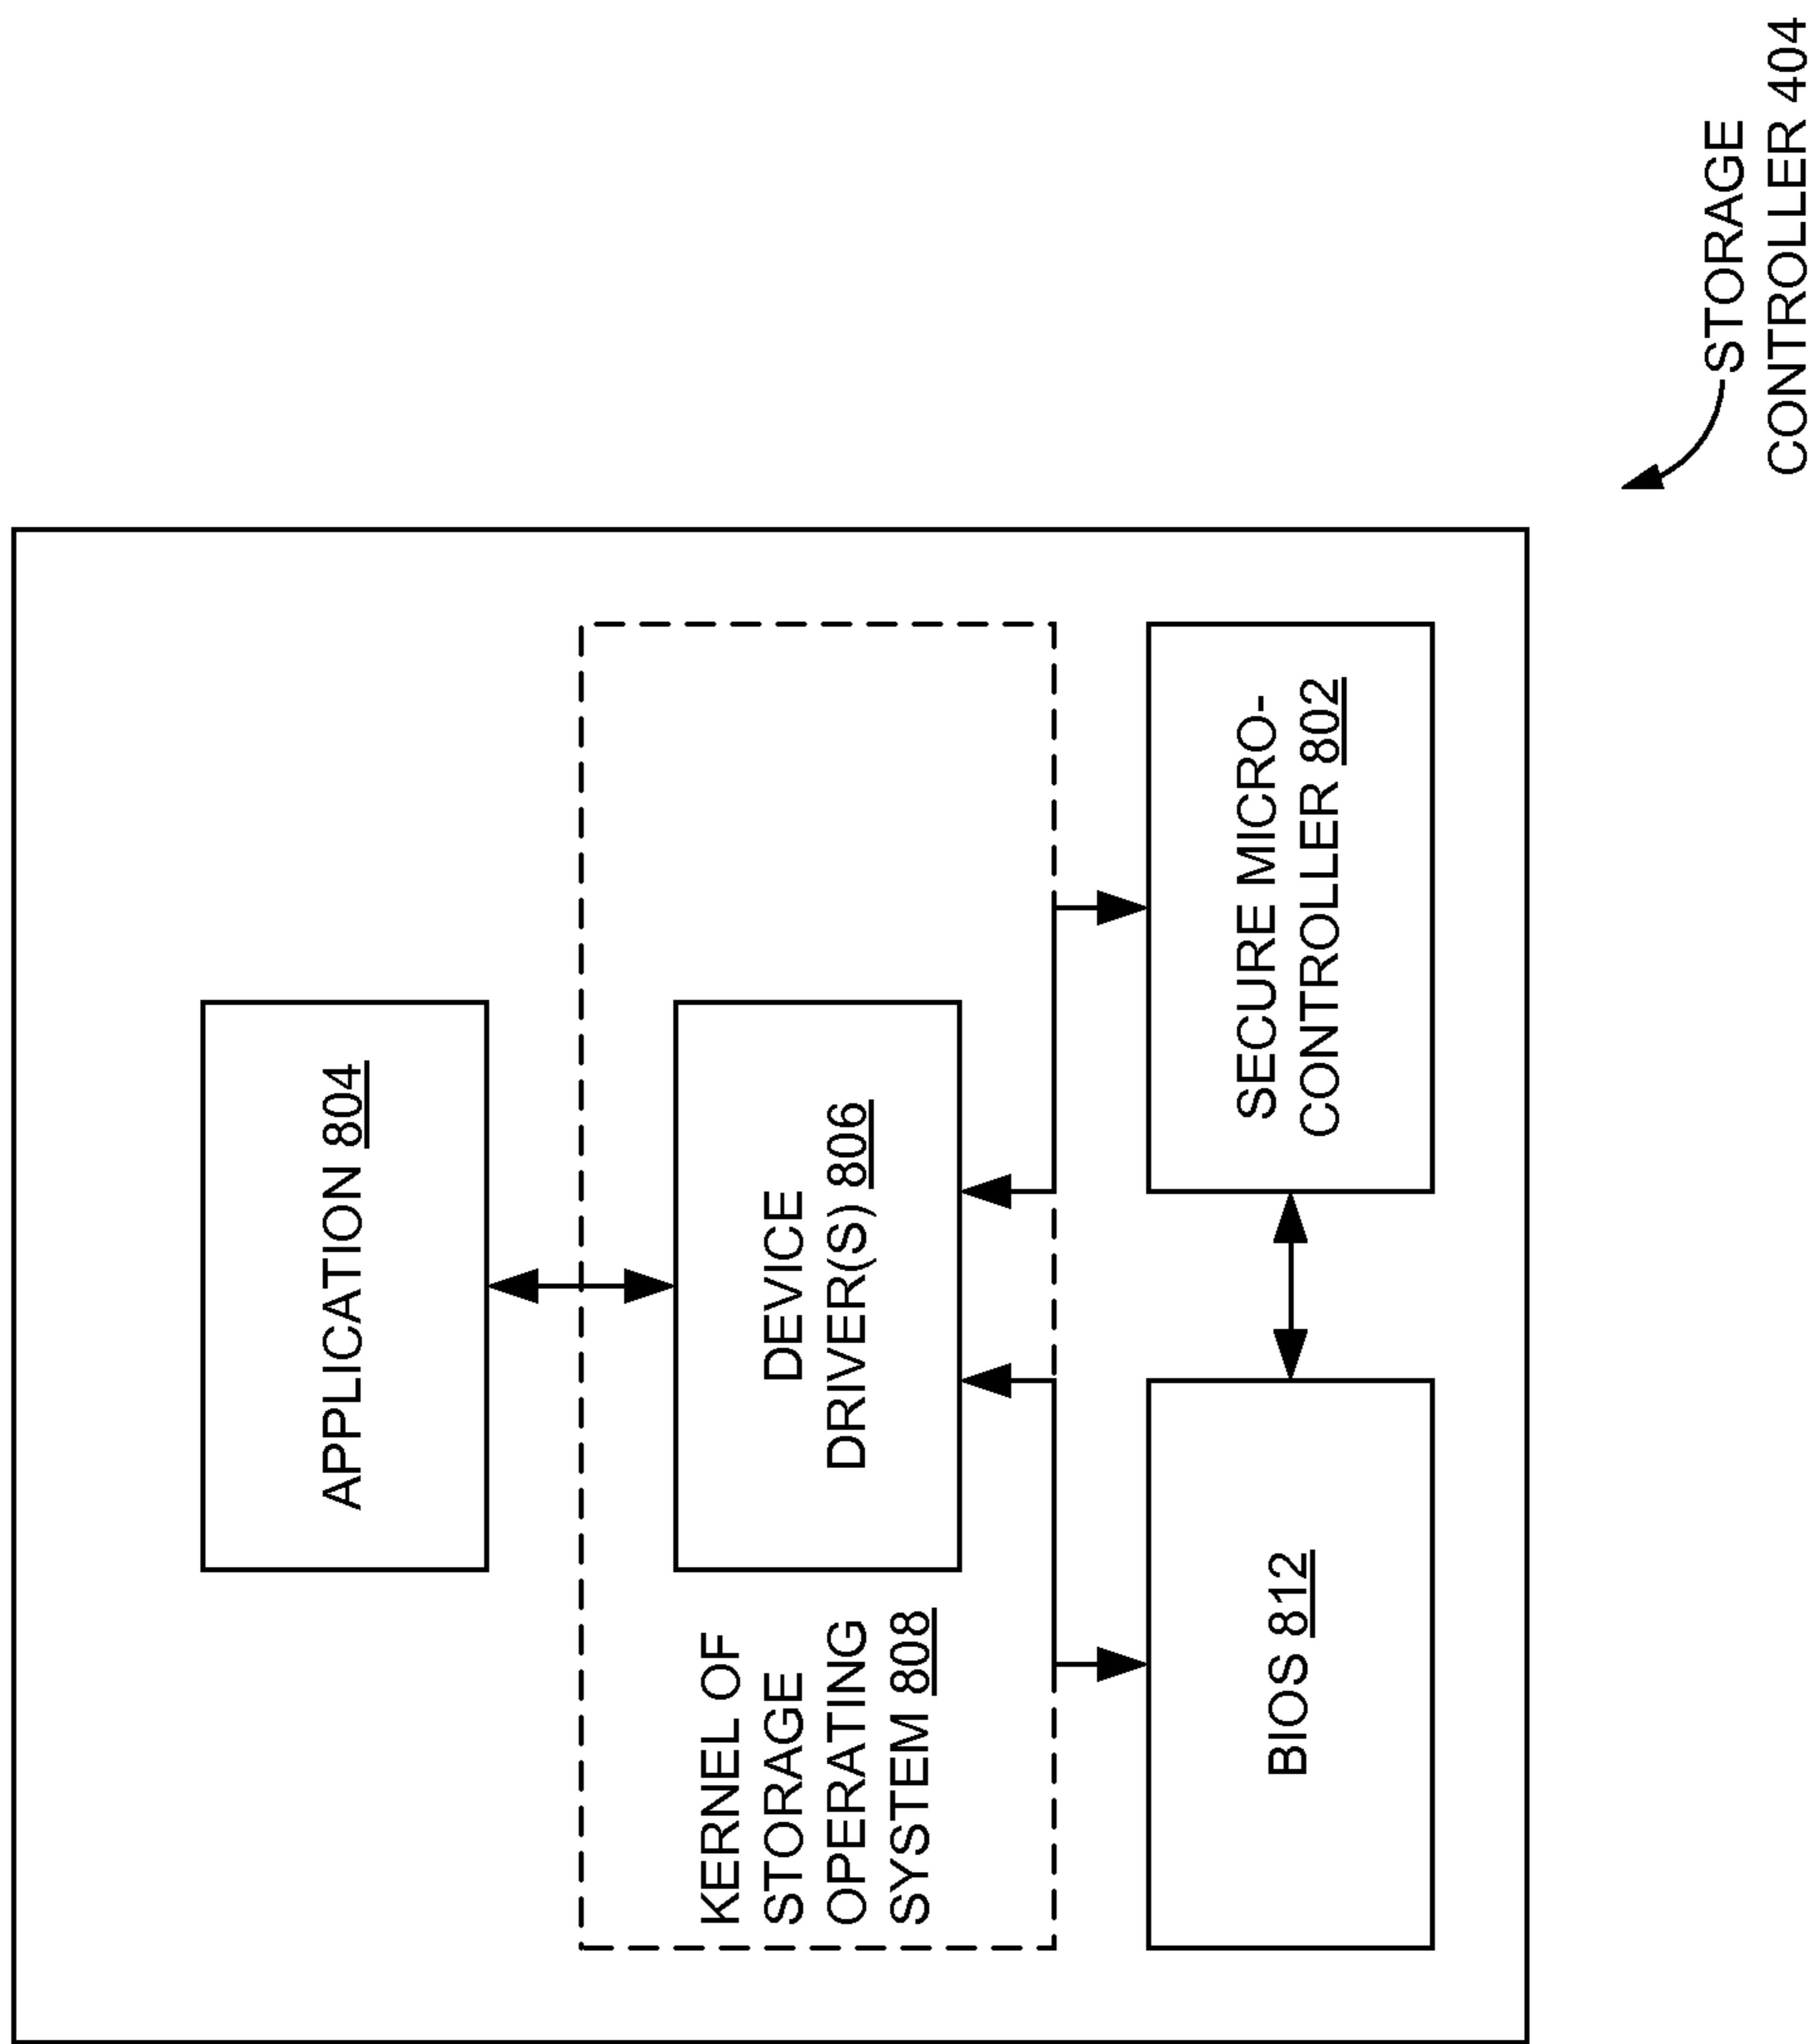 APPLICATION 804
KERNEL OF
STORAGE
OPERATING
SYSTEM 808
DEVICE
DRIVER(S) 806
BIOS 812
SECURE MICRO-
CONTROLLER 802
STORAGE
CONTROLLER 404